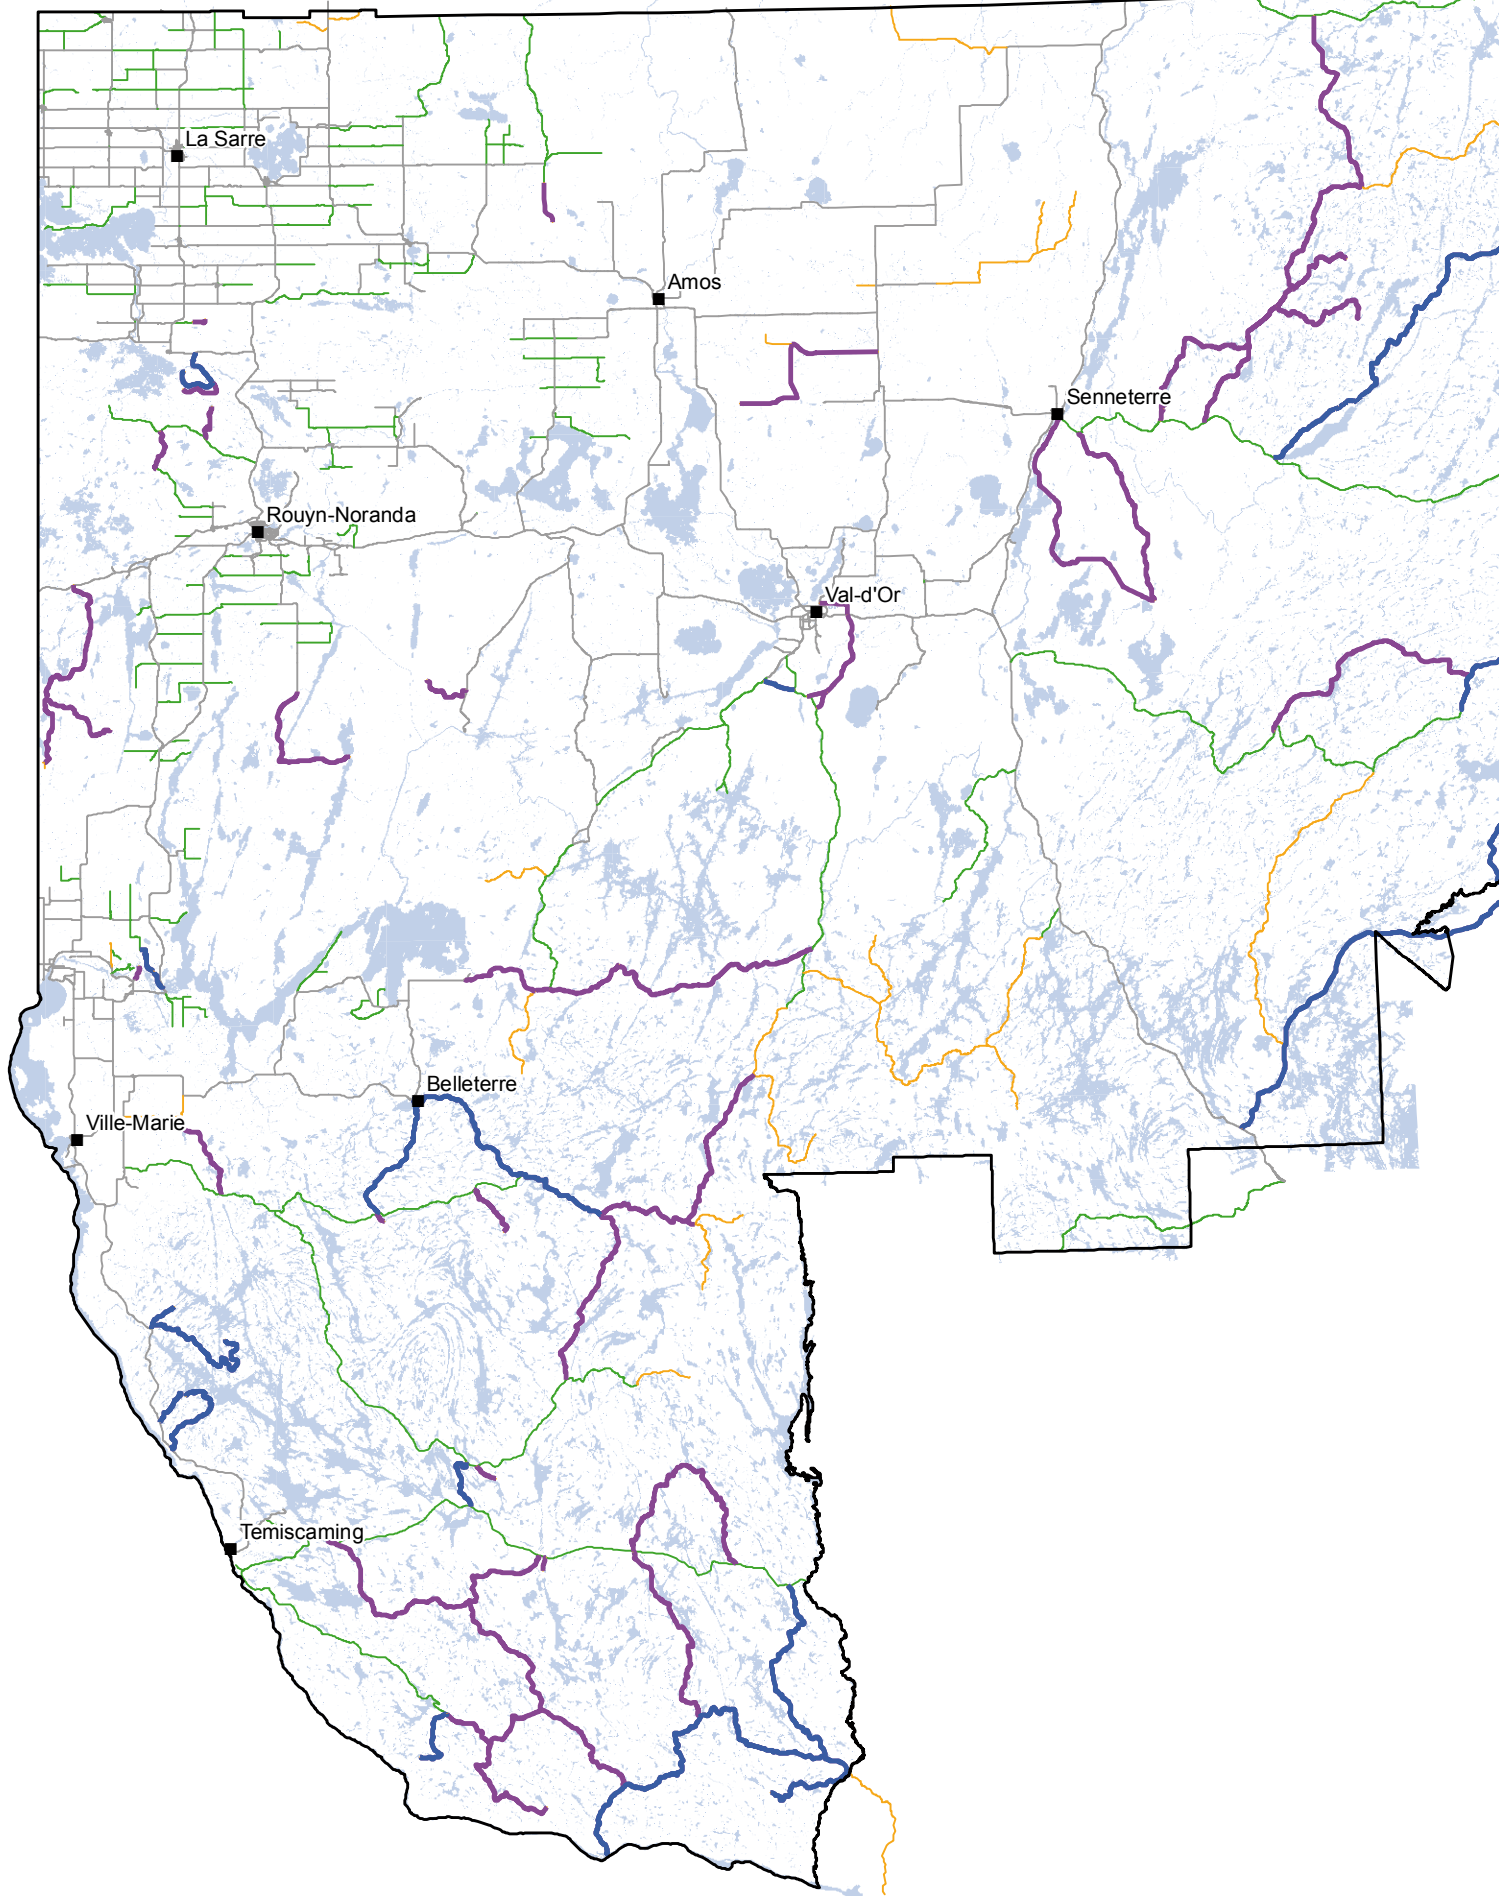 La Sarre
Amos
Senneterre
Rouyn-Noranda
Val-d'Or
Belleterre
Ville-Marie
Temiscaming